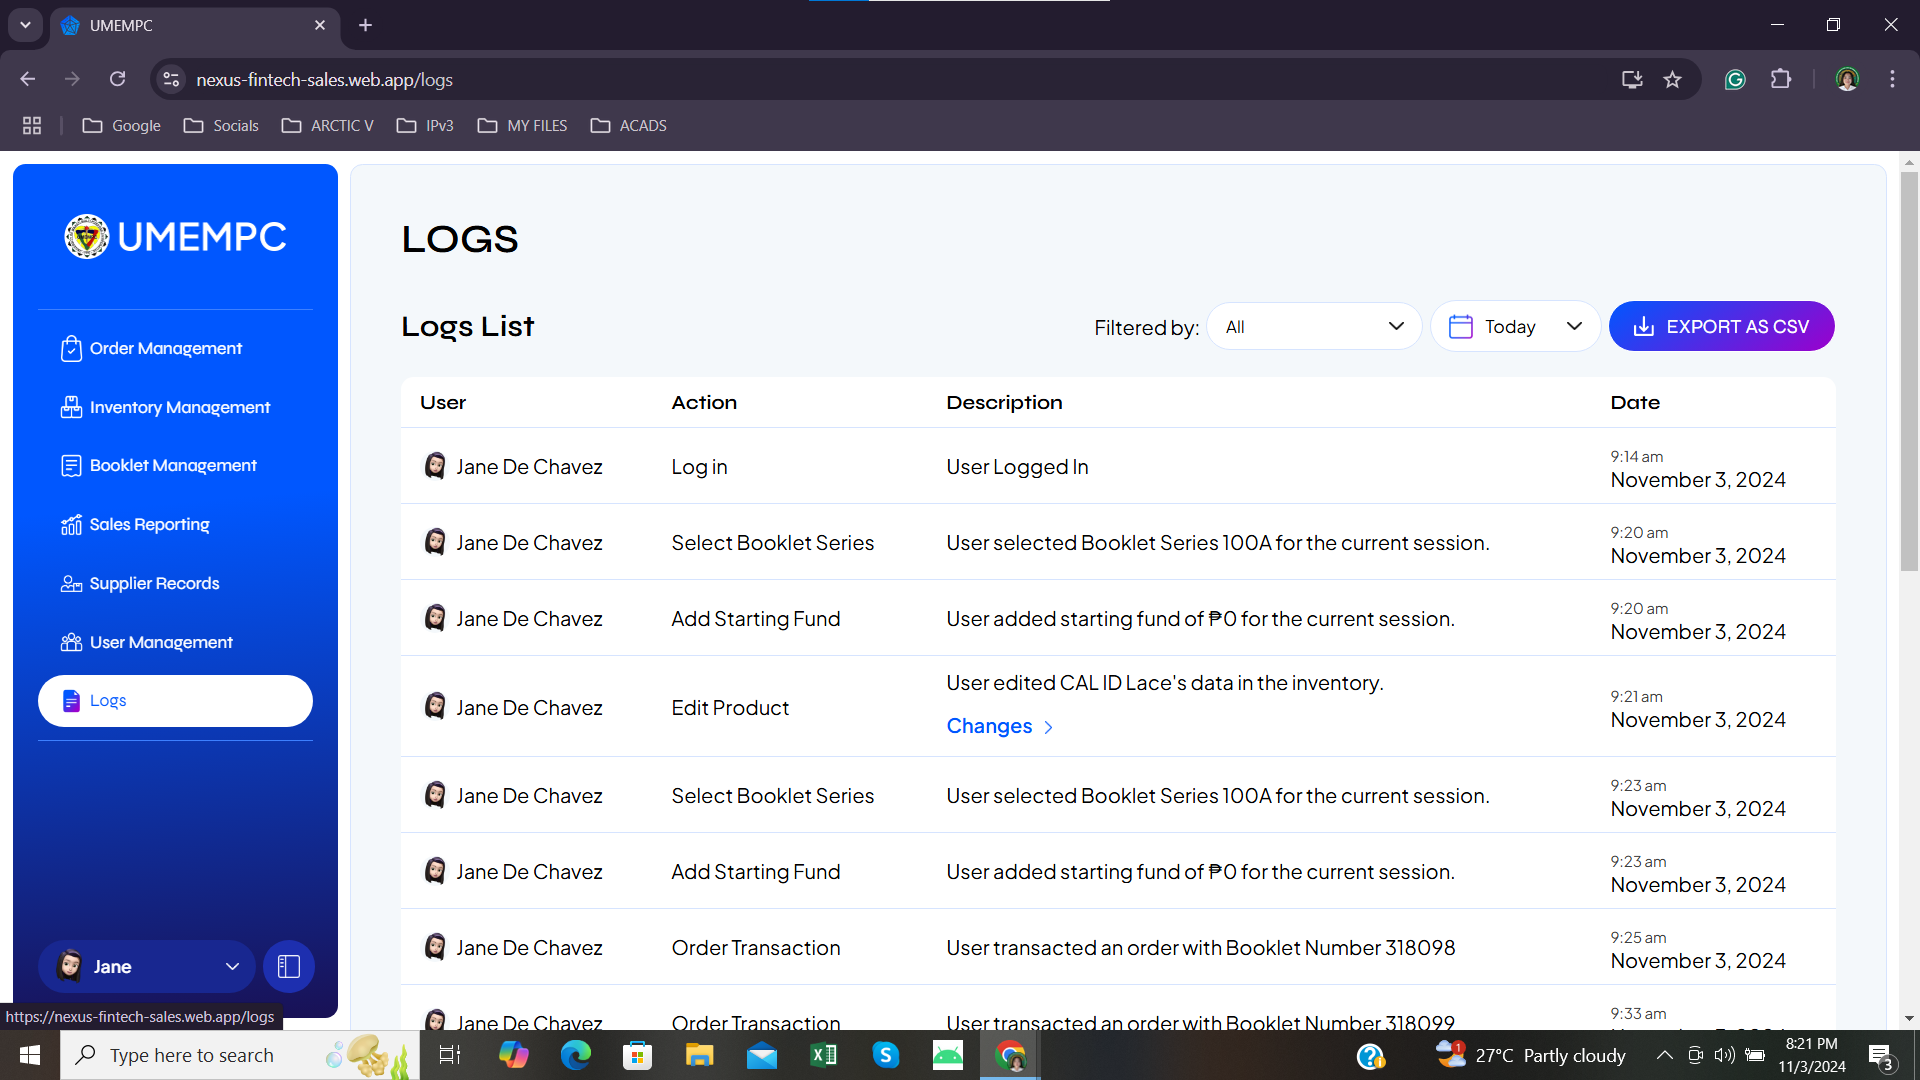 UMEMPC
nexus-fintech-sales.web.app/logs
Google
Socials
ARCTIC V
IPv3
MY FILES
ACADS
UMEMPC
Order Management
Inventory Management
Booklet Management
Sales Reporting
Supplier Records
User Management
Logs
Jane
LOGS
Logs List
Filtered by: All Today EXPORT AS CSV
User Action Description Date
Jane De Chavez Log in User Logged In 9:14 am
November 3, 2024
Jane De Chavez Select Booklet Series User selected Booklet Series 100A for the current session. 9:20 am
November 3, 2024
Jane De Chavez Add Starting Fund User added starting fund of ₱0 for the current session. 9:20 am
November 3, 2024
Jane De Chavez Edit Product User edited CAL ID Lace's data in the inventory. 9:21 am
Changes November 3, 2024
Jane De Chavez Select Booklet Series User selected Booklet Series 100A for the current session. 9:23 am
November 3, 2024
Jane De Chavez Add Starting Fund User added starting fund of ₱0 for the current session. 9:23 am
November 3, 2024
Jane De Chavez Order Transaction User transacted an order with Booklet Number 318098 9:25 am
November 3, 2024
Jane De Chavez Order Transaction User transacted an order with Booklet Number 318099 9:33 am
https://nexus-fintech-sales.web.app/logs
Type here to search
27°C Partly cloudy
8:21 PM
11/3/2024
3